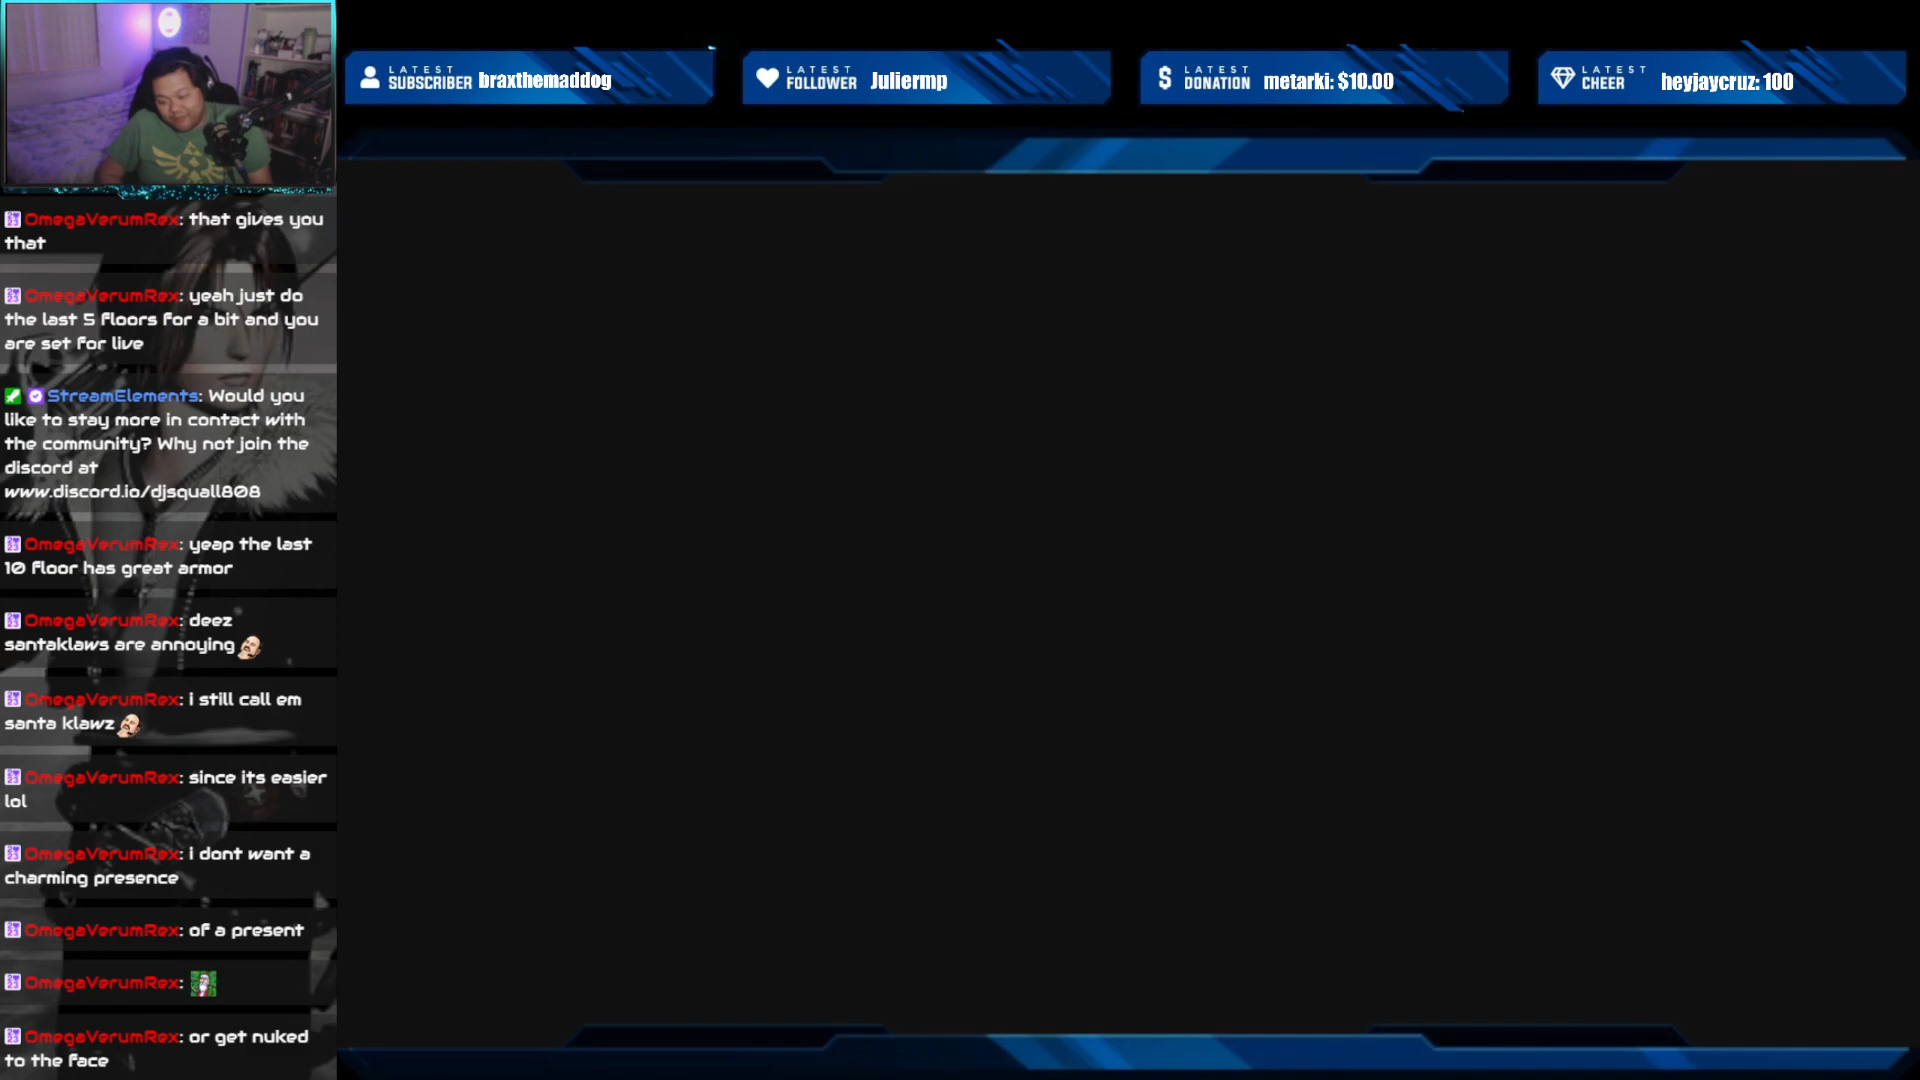 LATEST
SUBSCRIBER braxthemaddog
LATEST
FOLLOWER Juliermp
LATEST
DONATION metarki: $10.00
LATEST
CHEER heyjaycruz: 100
OmegaVerumRex: that gives you
that
OmegaVerumRex: yeah just do
the last 5 floors for a bit and you
are set for live
StreamElements: Would you
like to stay more in contact with
the community? Why not join the
discord at
www.discord.io/djsquall808
OmegaVerumRex: yeap the last
10 floor has great armor
OmegaVerumRex: deez
santaklaws are annoying
OmegaVerumRex: i still call em
santa klawz
OmegaVerumRex: since its easier
lol
OmegaVerumRex: i dont want a
charming presence
OmegaVerumRex: of a present
OmegaVerumRex:
OmegaVerumRex: or get nuked
to the face